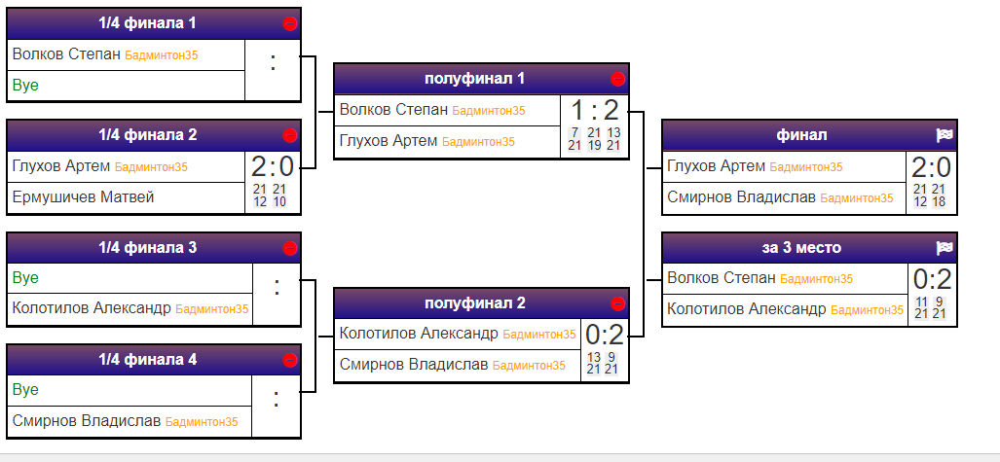 1/4 финала 1
Волков Степан Бадминтон35
:
Bye
1/4 финала 2
Глухов Артем Бадминтон35
2:0
Ермушичев Матвей
21 21
12 10
1/4 финала 3
Bye
:
Колотилов Александр Бадминтон35
1/4 финала 4
Bye
:
Смирнов Владислав Бадминтон35
полуфинал 1
Волков Степан Бадминтон35
1 : 2
Глухов Артем Бадминтон35
7 21 13
21 19 21
полуфинал 2
Колотилов Александр Бадминтон35
0:2
Смирнов Владислав Бадминтон35
13 9
21 21
финал
Глухов Артем Бадминтон35
2:0
Смирнов Владислав Бадминтон35
21 21
12 18
за 3 место
Волков Степан Бадминтон35
0:2
Колотилов Александр Бадминтон35
11 9
21 21